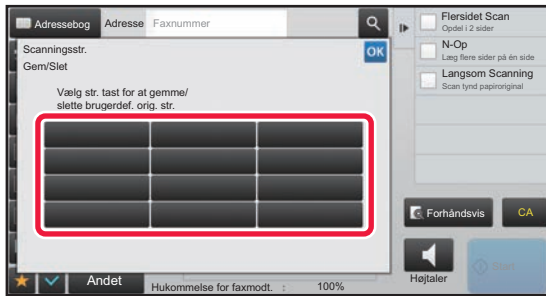 Adressebog Adresse Faxnummer
Scanningsstr.
Gem/Slet
OK
Vælg str. tast for at gemme/
slette brugerdef. orig. str.
Flersidet Scan
Opdel i 2 sider
N-Op
Læg flere sider på én side
Langsom Scanning
Scan tynd papiroriginal
Forhåndsvis
CA
Højtaler
Start
Andet
Hukommelse for faxmodt. : 100%